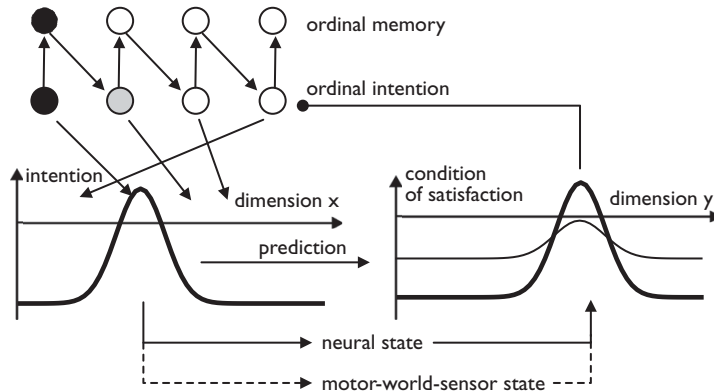 ordinal memory
ordinal intention
intention
dimension x
condition
of satisfaction
dimension y
prediction
neural state
motor-world-sensor state